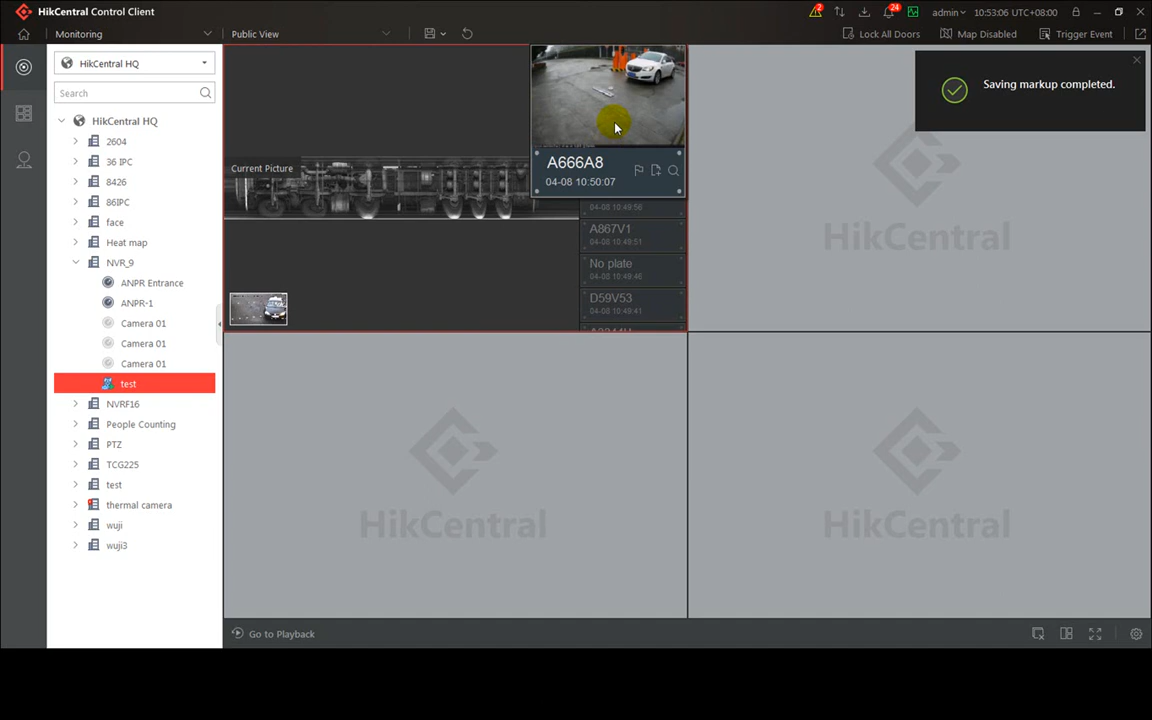 HikCentral Control Client
2
24
admin
10:53:06 UTC+08:00
Monitoring
Public View
Lock All Doors
Map Disabled
Trigger Event
HikCentral HQ
Search
HikCentral HQ
2604
36 IPC
8426
86IPC
face
Heat map
NVR_9
ANPR Entrance
ANPR-1
Camera 01
Camera 01
Camera 01
test
NVRF16
People Counting
PTZ
TCG225
test
thermal camera
wuji
wuji3
Current Picture
A666A8
04-08 10:50:07
04-08 10:49:56
A867V1
04-08 10:49:51
No plate
04-08 10:49:46
D59V53
04-08 10:49:41
Saving markup completed.
HikCentral
HikCentral
HikCentral
Go to Playback